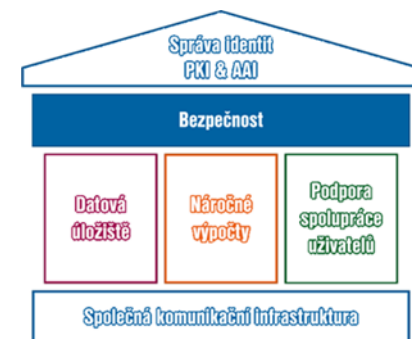 Správa identit
PKI & AAI
Bezpečnost
Datová
úložiště
Náročné
výpočty
Podpora
spolupráce
uživatelů
Společná komunikační infrastruktura